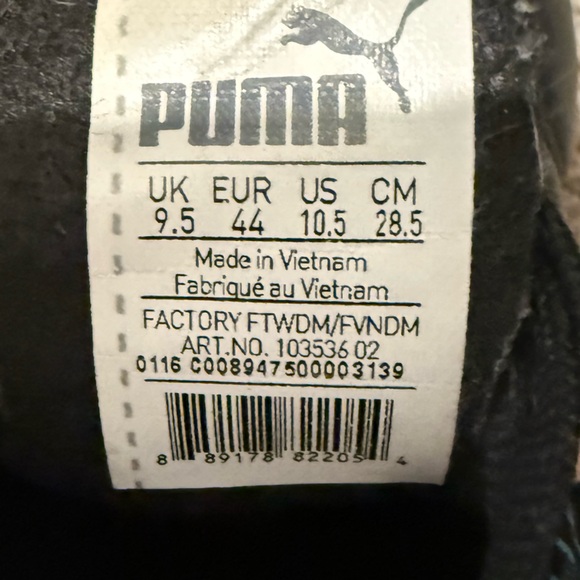 PUMA
UK EUR US CM
9.5 44 10.5 28.5
Made in Vietnam
Fabriqué au Vietnam
FACTORY FTWDM/FVNDM
ART.NO. 103536 02
0116 C008947500003139
8 89178 82205 4